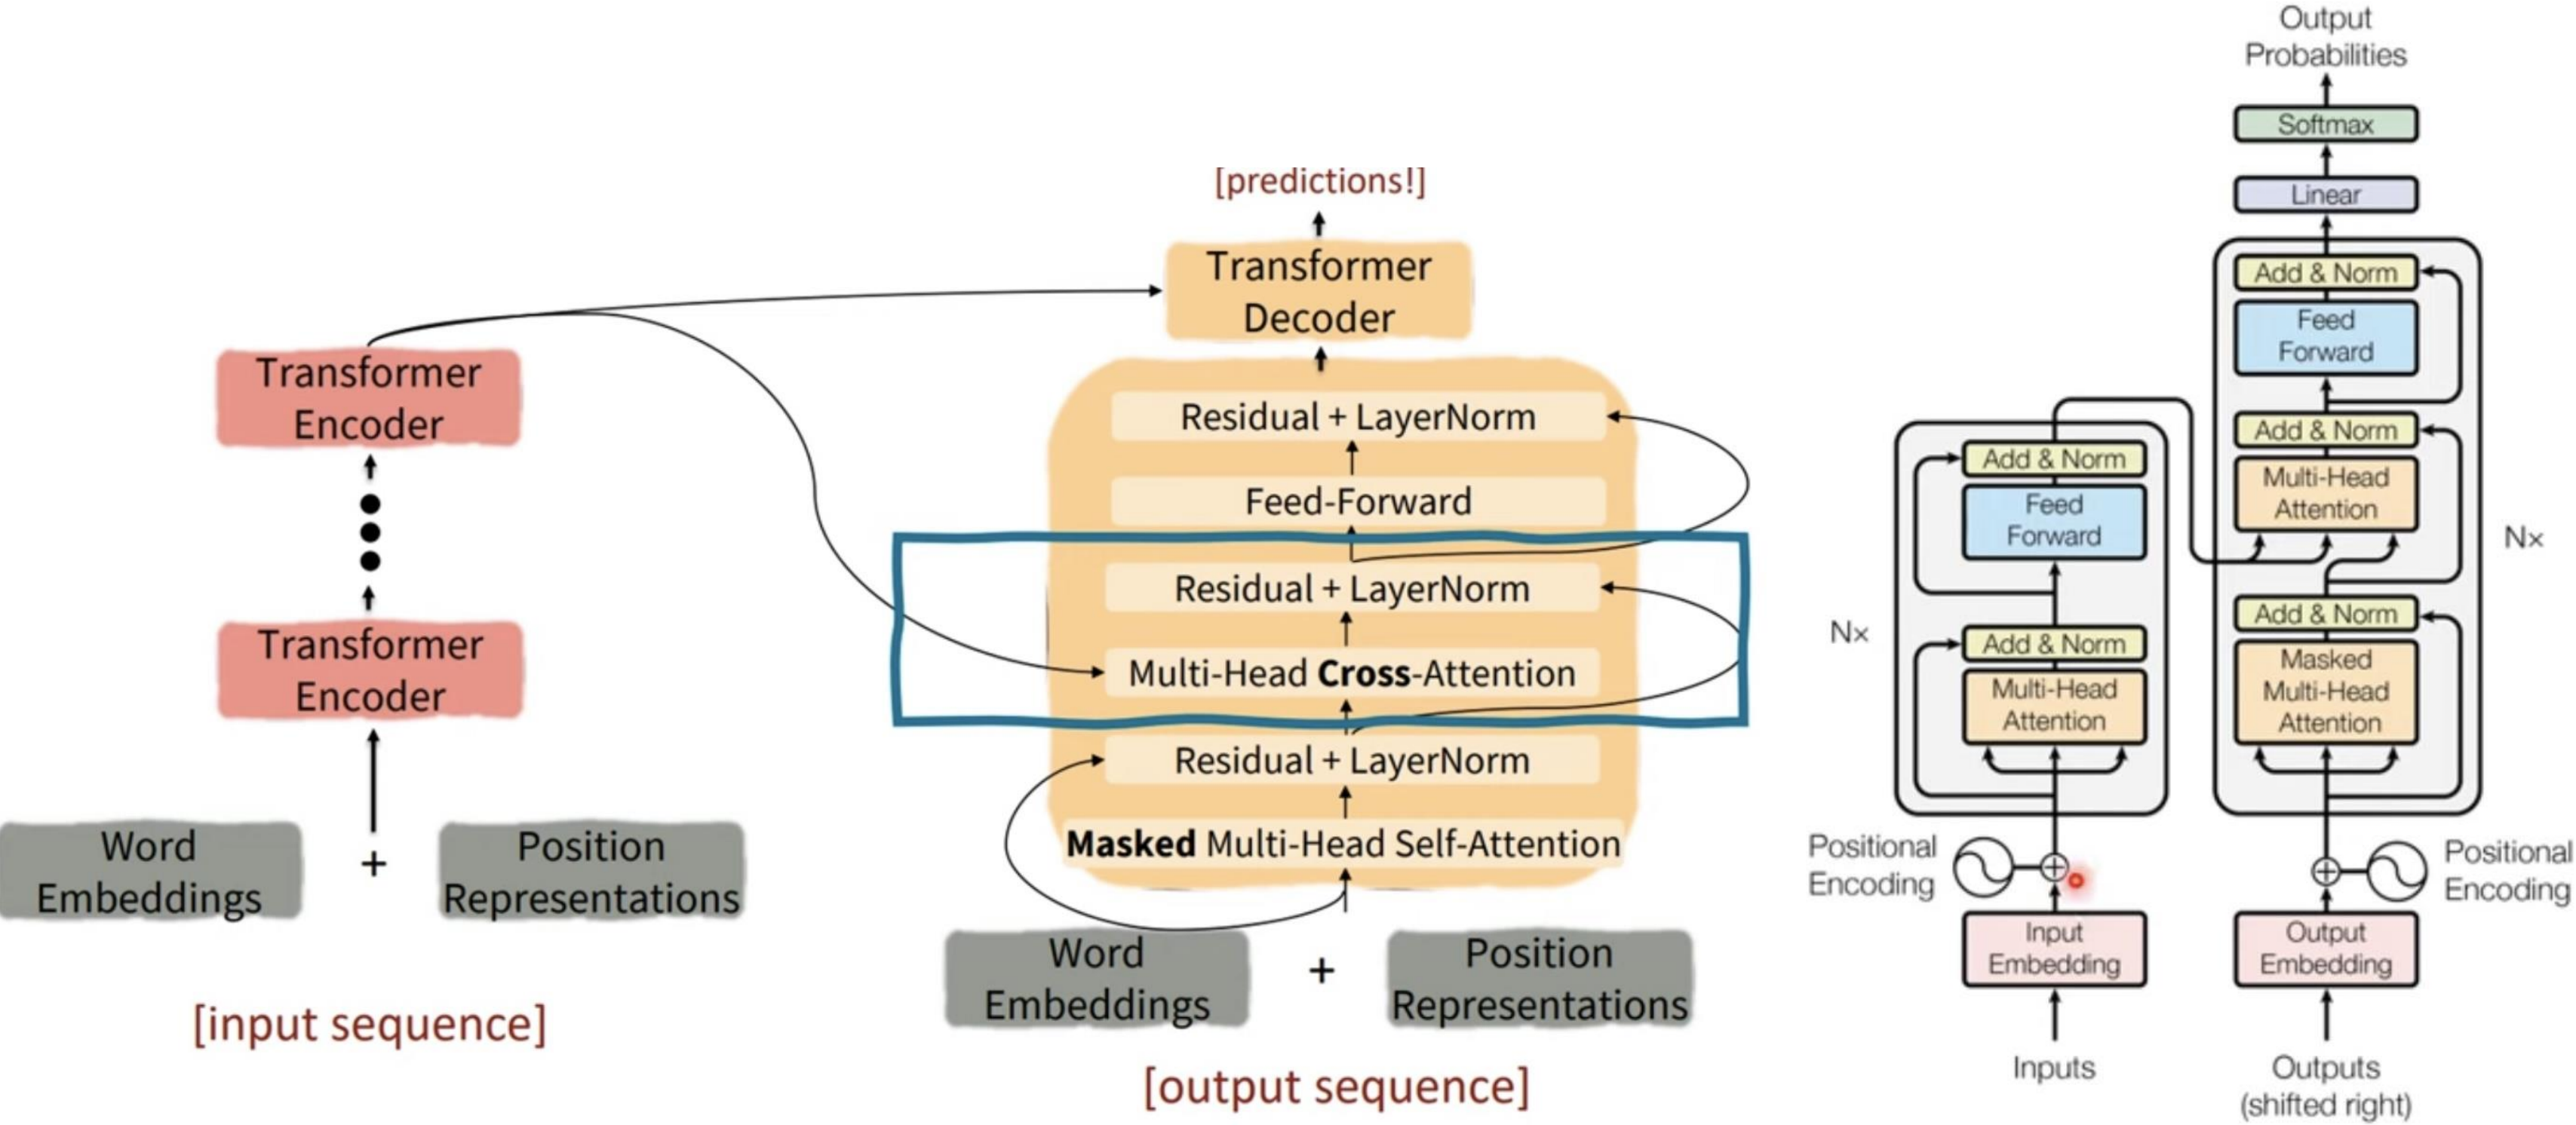 Transformer
Encoder
Transformer
Encoder
Word
Embeddings
+
Position
Representations
[input sequence]
[predictions!]
Transformer
Decoder
Residual + LayerNorm
Feed-Forward
Residual + LayerNorm
Multi-Head Cross-Attention
Residual + LayerNorm
Masked Multi-Head Self-Attention
Word
Embeddings
+
Position
Representations
[output sequence]
Output
Probabilities
Softmax
Linear
Add & Norm
Feed
Forward
Add & Norm
Multi-Head
Attention
Nx
Add & Norm
Masked
Multi-Head
Attention
Positional
Encoding
Output
Embedding
Outputs
(shifted right)
Add & Norm
Feed
Forward
Nx
Add & Norm
Multi-Head
Attention
Positional
Encoding
Input
Embedding
Inputs